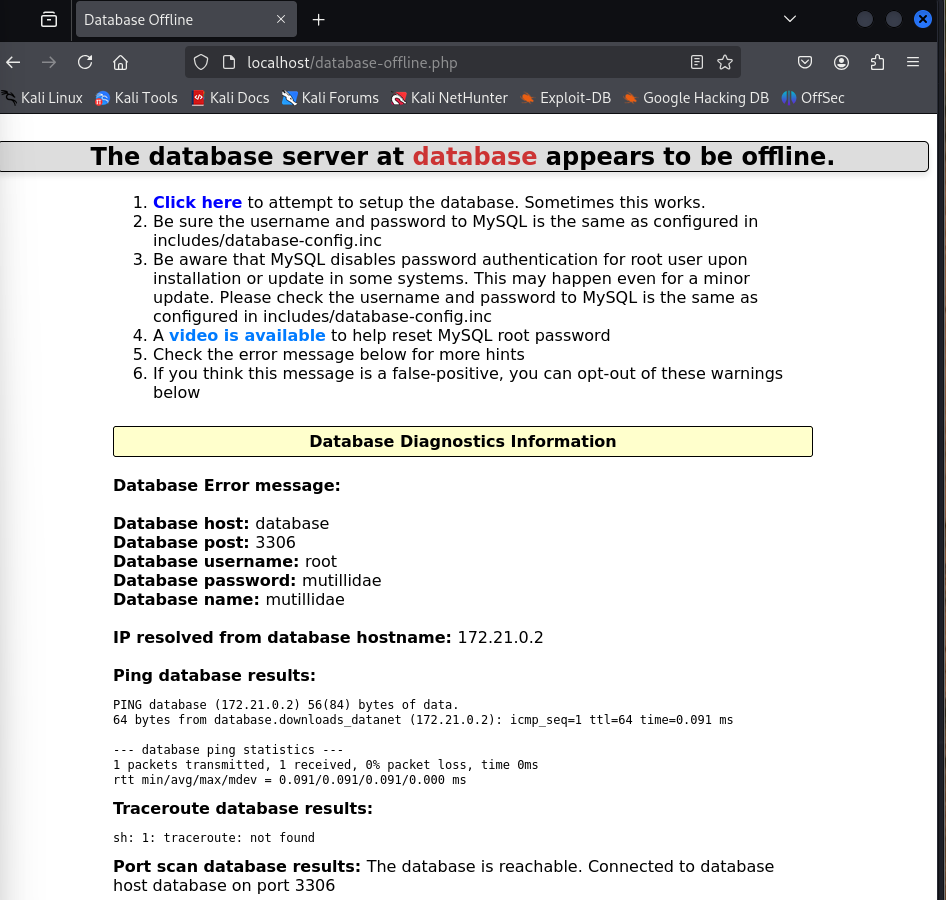 Database Offline
localhost/database-offline.php
Kali Linux Kali Tools Kali Docs Kali Forums Kali NetHunter Exploit-DB Google Hacking DB OffSec
The database server at database appears to be offline.
1. Click here to attempt to setup the database. Sometimes this works.
2. Be sure the username and password to MySQL is the same as configured in
includes/database-config.inc
3. Be aware that MySQL disables password authentication for root user upon
installation or update in some systems. This may happen even for a minor
update. Please check the username and password to MySQL is the same as
configured in includes/database-config.inc
4. A video is available to help reset MySQL root password
5. Check the error message below for more hints
6. If you think this message is a false-positive, you can opt-out of these warnings
below
Database Diagnostics Information
Database Error message:
Database host: database
Database post: 3306
Database username: root
Database password: mutillidae
Database name: mutillidae
IP resolved from database hostname: 172.21.0.2
Ping database results:
PING database (172.21.0.2) 56(84) bytes of data.
64 bytes from database.downloads_datanet (172.21.0.2): icmp_seq=1 ttl=64 time=0.091 ms
--- database ping statistics ---
1 packets transmitted, 1 received, 0% packet loss, time 0ms
rtt min/avg/max/mdev = 0.091/0.091/0.091/0.000 ms
Traceroute database results:
sh: 1: traceroute: not found
Port scan database results: The database is reachable. Connected to database
host database on port 3306